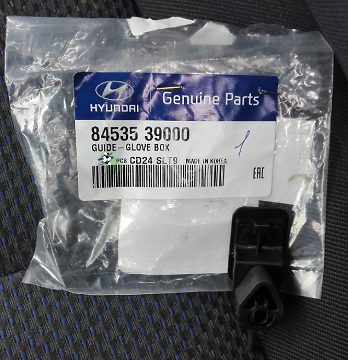 HYUNDAI
Genuine Parts
84535 39000
GUIDE-GLOVE BOX
PCS CD24 SLT9 MADE IN KOREA
EAC
1